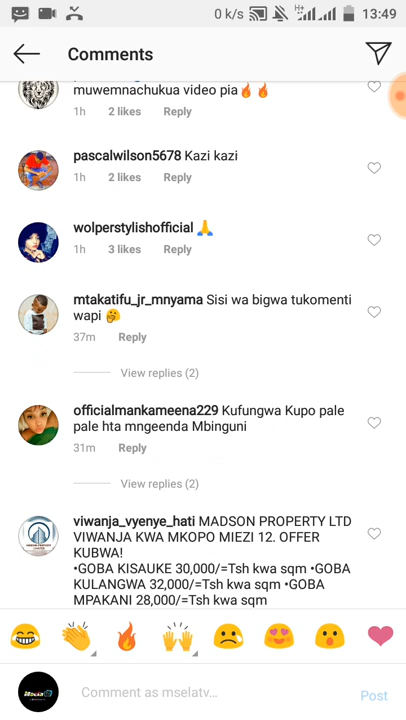 0 k/s H+ 13:49
Comments
muwemnachukua video pia🔥🔥
1h 2 likes Reply
pascalwilson5678 Kazi kazi
1h 2 likes Reply
wolperstylishofficial 🙏
1h 3 likes Reply
mtakatifu_jr_mnyama Sisi wa bigwa tukomenti
wapi 🤔
37m Reply
View replies (2)
officialmankameena229 Kufungwa Kupo pale
pale hta mngeenda Mbinguni
31m Reply
View replies (2)
viwanja_vyenye_hati MADSON PROPERTY LTD
VIWANJA KWA MKOPO MIEZI 12. OFFER
KUBWA!
•GOBA KISAUKE 30,000/=Tsh kwa sqm •GOBA
KULANGWA 32,000/=Tsh kwa sqm •GOBA
MPAKANI 28,000/=Tsh kwa sqm
Comment as mselatv... Post